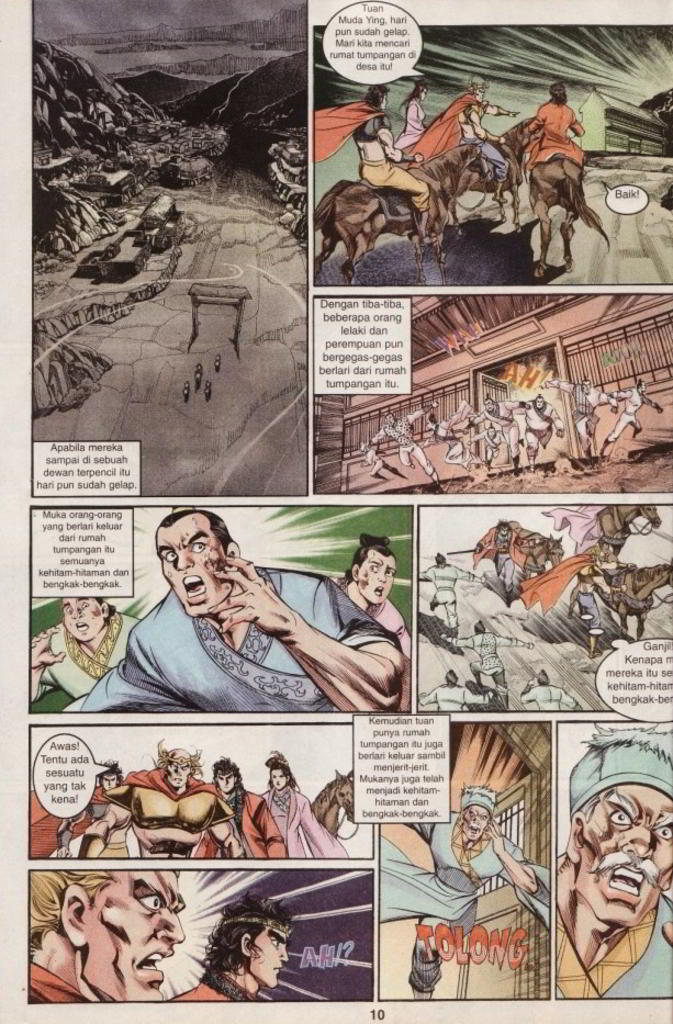 Tuan
Muda Ying, hari
pun sudah gelap.
Mari kita mencari
rumat tumpangan di
desa itu!
Baik!
Apabila mereka
sampai di sebuah
dewan terpencil itu
hari pun sudah gelap.
Dengan tiba-tiba,
beberapa orang
lelaki dan
perempuan pun
bergegas-gegas
berlari dari rumah
tumpangan itu.
AH!
Muka orang-orang
yang berlari keluar
dari rumah
tumpangan itu
semuanya
kehitam-hitaman dan
bengkak-bengkak.
Ganjil!
Kenapa m
mereka itu se
kehitam-hitam
bengkak-beng
Awas!
Tentu ada
sesuatu
yang tak
kena!
Kemudian tuan
punya rumah
tumpangan itu juga
berlari keluar sambil
menjerit-jerit.
Mukanya juga telah
menjadi kehitam-
hitaman dan
bengkak-bengkak.
AH!?
TOLONG
10